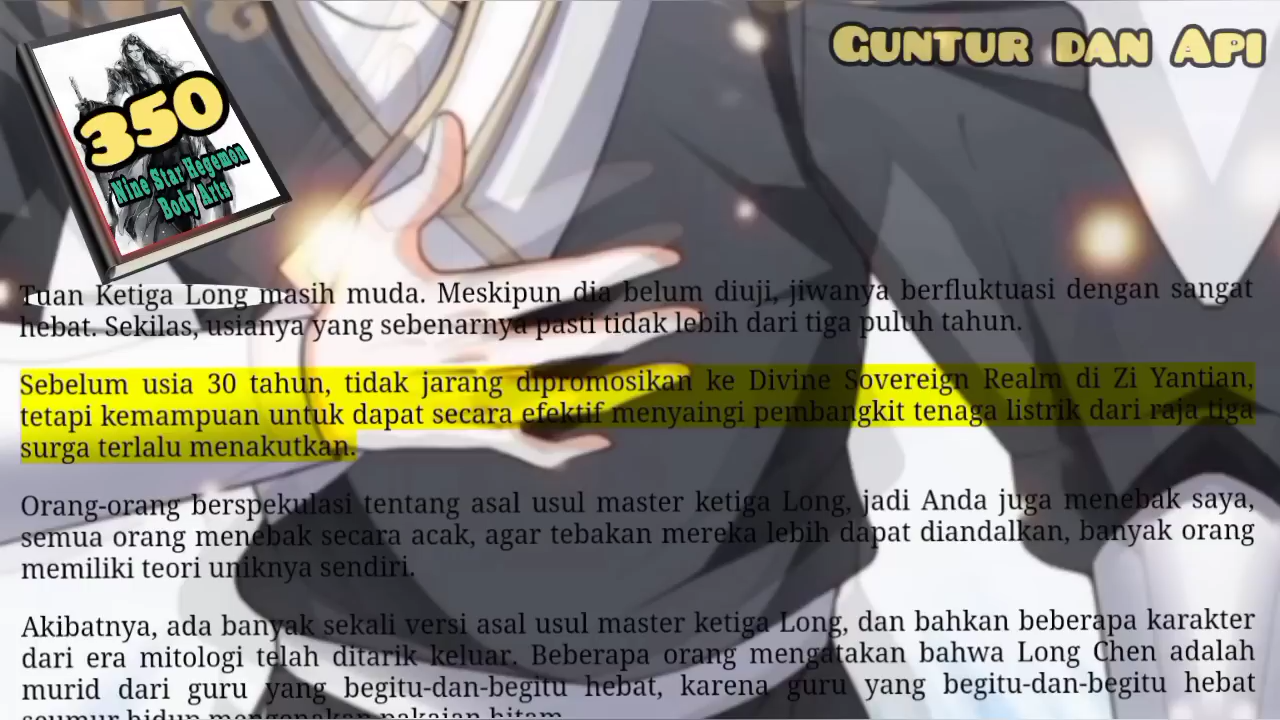 Guntur dan Api
350
Nine Star Hegemon
Body Arts
Tuan Ketiga Long masih muda. Meskipun dia belum diuji, jiwanya berfluktuasi dengan sangat
hebat. Sekilas, usianya yang sebenarnya pasti tidak lebih dari tiga puluh tahun.
Sebelum usia 30 tahun, tidak jarang dipromosikan ke Divine Sovereign Realm di Zi Yantian,
tetapi kemampuan untuk dapat secara efektif menyaingi pembangkit tenaga listrik dari raja tiga
surga terlalu menakutkan.
Orang-orang berspekulasi tentang asal usul master ketiga Long, jadi Anda juga menebak saya,
semua orang menebak secara acak, agar tebakan mereka lebih dapat diandalkan, banyak orang
memiliki teori uniknya sendiri.
Akibatnya, ada banyak sekali versi asal usul master ketiga Long, dan bahkan beberapa karakter
dari era mitologi telah ditarik keluar. Beberapa orang mengatakan bahwa Long Chen adalah
murid dari guru yang begitu-dan-begitu hebat, karena guru yang begitu-dan-begitu hebat
seumur hidup mengenakan pakaian hitam.